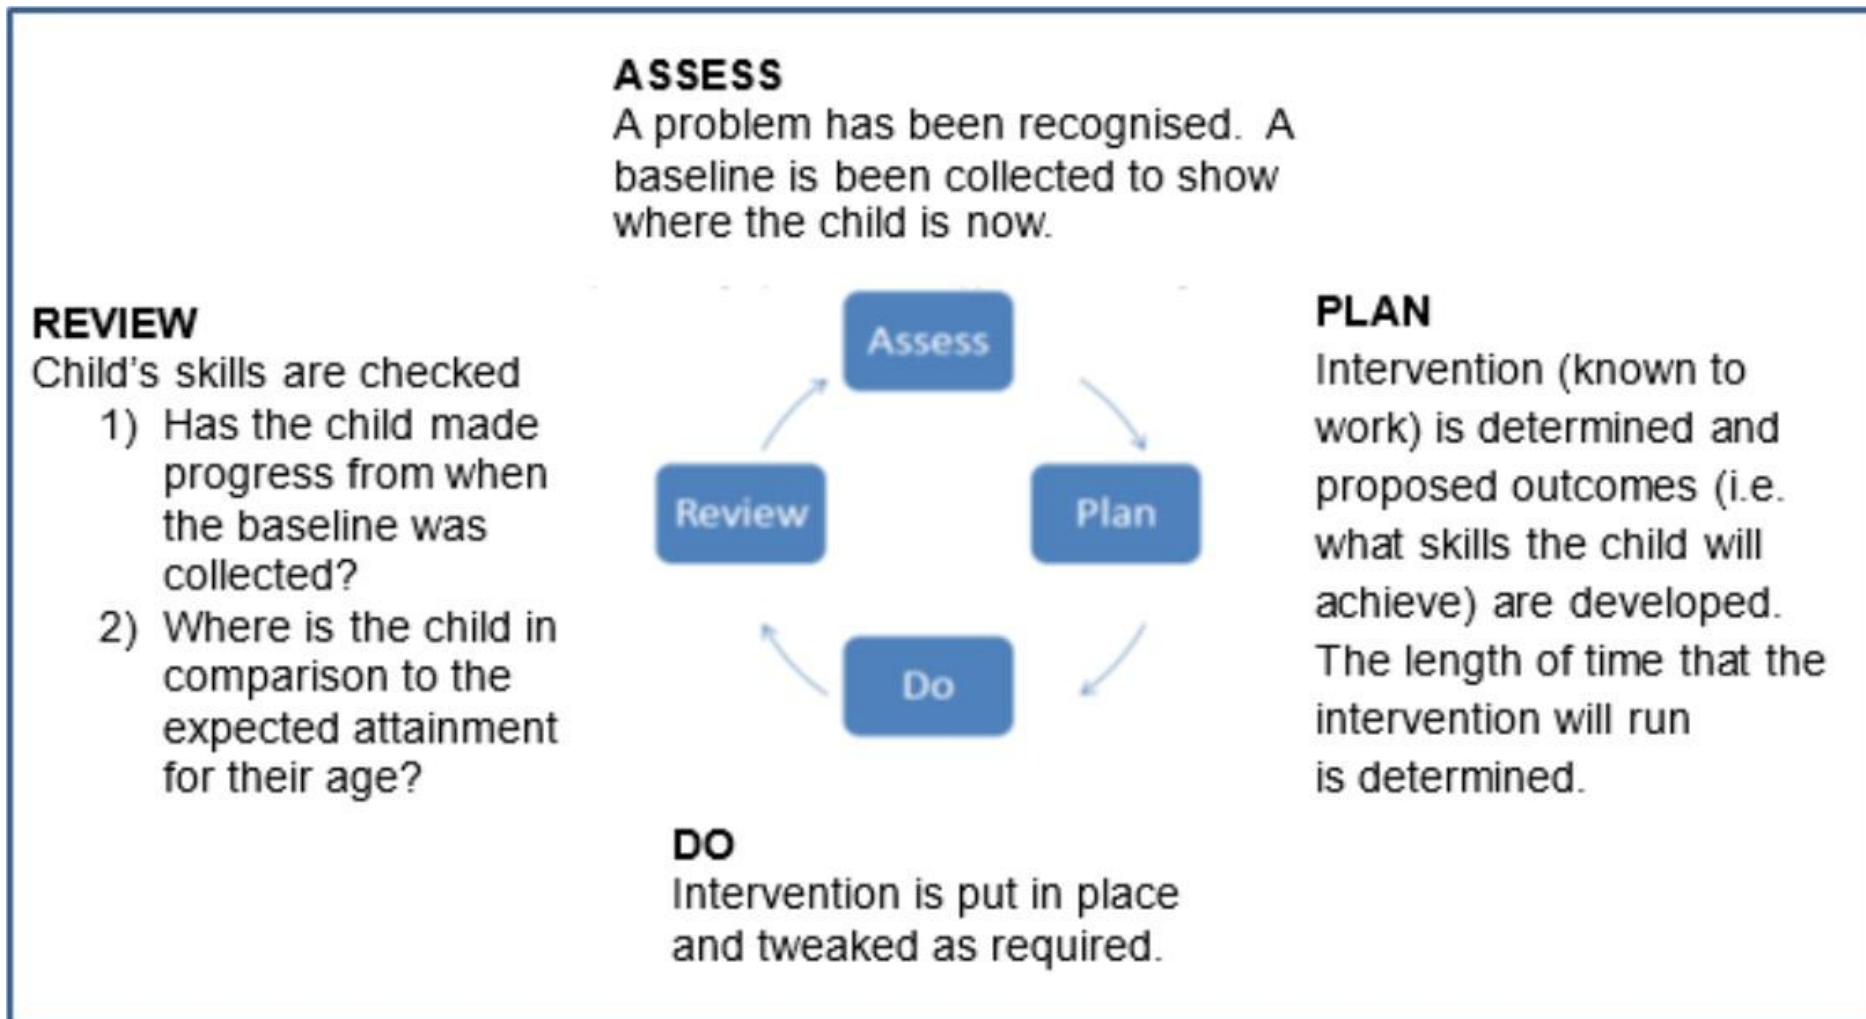 ASSESS
A problem has been recognised.  A
baseline is been collected to show
where the child is now.
REVIEW
Child’s skills are checked
1) Has the child made
progress from when
the baseline was
collected?
2) Where is the child in
comparison to the
expected attainment
for their age?
Assess
Review
Plan
Do
PLAN
Intervention (known to
work) is determined and
proposed outcomes (i.e.
what skills the child will
achieve) are developed.
The length of time that the
intervention will run
is determined.
DO
Intervention is put in place
and tweaked as required.